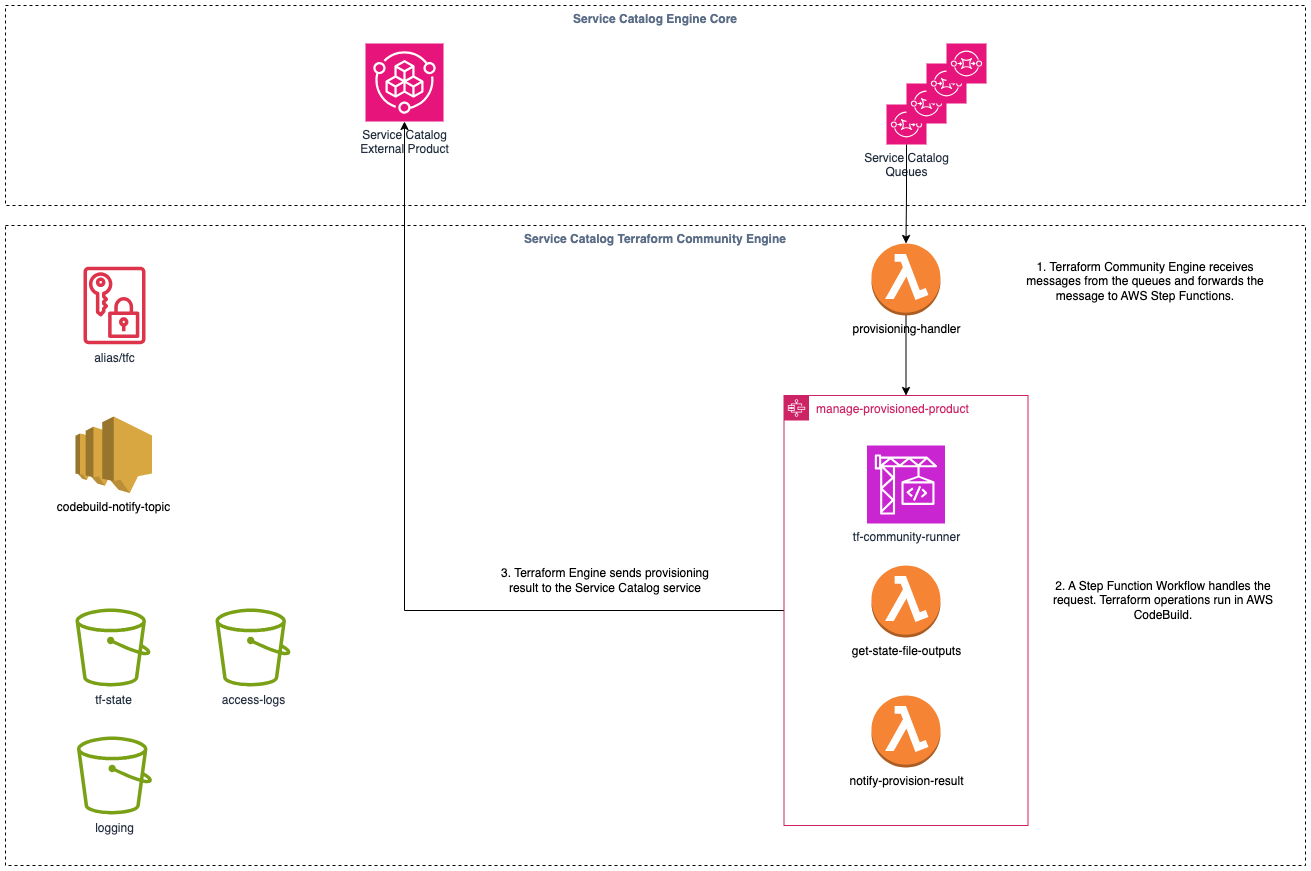 Service Catalog Engine Core
Service Catalog
External Product
Service Catalog
Queues
Service Catalog Terraform Community Engine
alias/tfc
provisioning-handler
1. Terraform Community Engine receives
messages from the queues and forwards the
message to AWS Step Functions.
manage-provisioned-product
codebuild-notify-topic
</>
tf-community-runner
3. Terraform Engine sends provisioning
result to the Service Catalog service
2. A Step Function Workflow handles the
request. Terraform operations run in AWS
CodeBuild.
get-state-file-outputs
tf-state
access-logs
notify-provision-result
logging